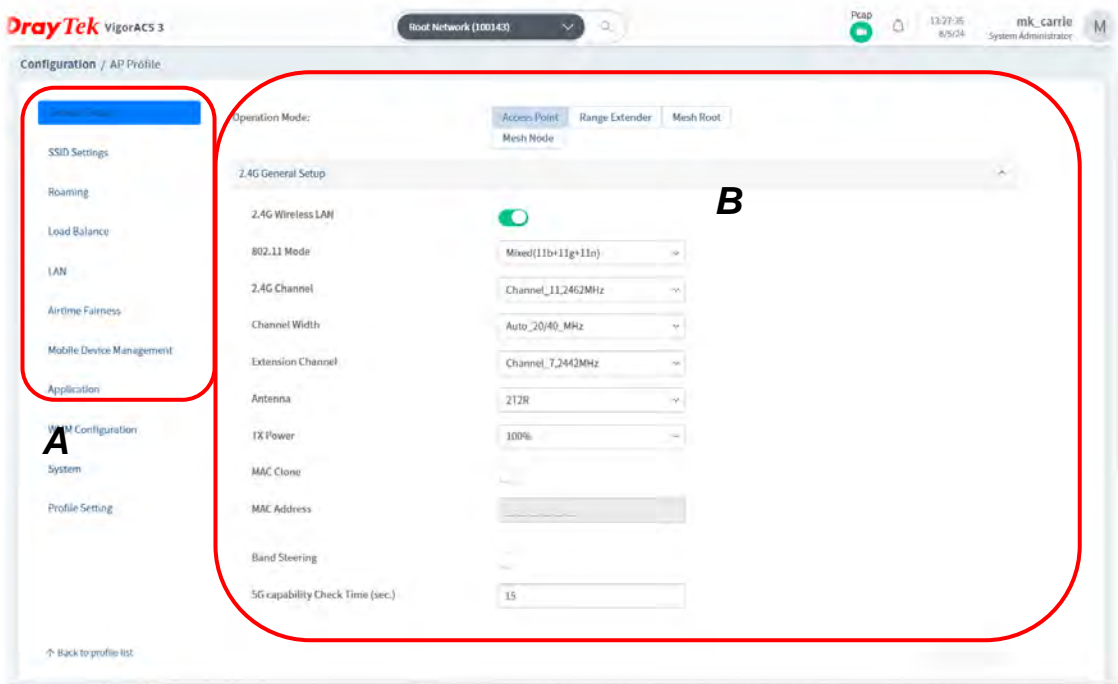 DrayTek VigorACS 3
Root Network (100143)
Pcap
13:27:35
8/5/24
mk_carrie
System Administrator
M
Configuration / AP Profile
SSID Settings
Roaming
Load Balance
LAN
Airtime Fairness
Mobile Device Management
Application
A
Configuration
System
Profile Setting
↑ Back to profile list
Operation Mode:
Access Point
Range Extender
Mesh Root
Mesh Node
2.4G General Setup
B
2.4G Wireless LAN
802.11 Mode
Mixed(11b+11g+11n)
2.4G Channel
Channel_11,2462MHz
Channel Width
Auto_20/40_MHz
Extension Channel
Channel_7,2442MHz
Antenna
2T2R
TX Power
100%
MAC Clone
MAC Address
Band Steering
5G capability Check Time (sec.)
15